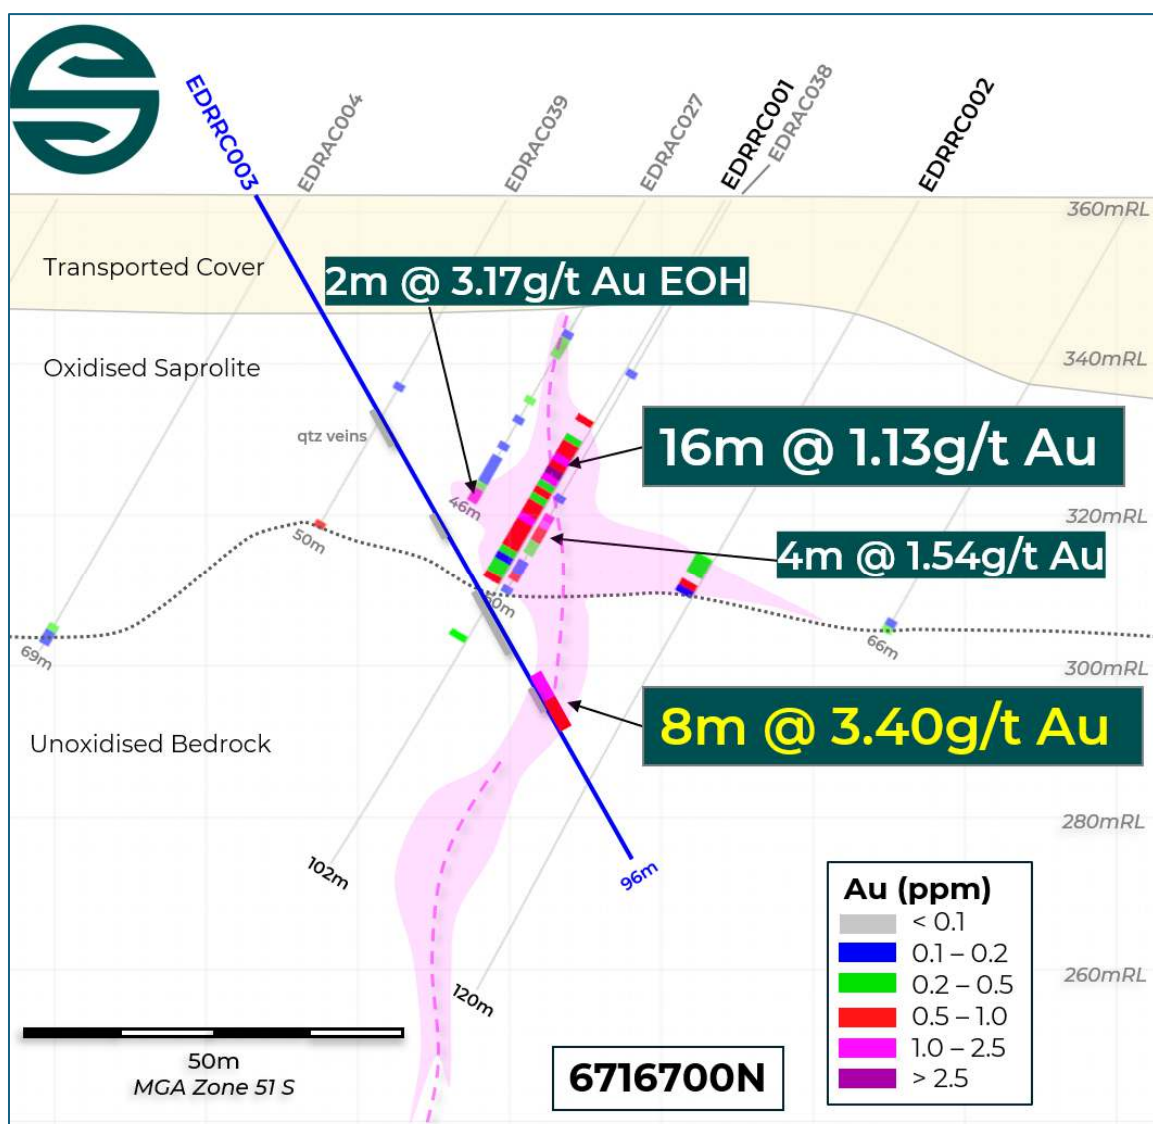 EDRRC003
EDRAC004
EDRAC039
EDRAC027
EDRRC001
EDRAC038
EDRRC002
360mRL
Transported Cover
2m @ 3.17g/t Au EOH
340mRL
Oxidised Saprolite
qtz veins
16m @ 1.13g/t Au
46m
320mRL
50m
4m @ 1.54g/t Au
69m
66m
300mRL
8m @ 3.40g/t Au
Unoxidised Bedrock
280mRL
102m
96m
Au (ppm)
< 0.1
0.1 – 0.2
0.2 – 0.5
0.5 – 1.0
1.0 – 2.5
> 2.5
260mRL
120m
50m
MGA Zone 51 S
6716700N